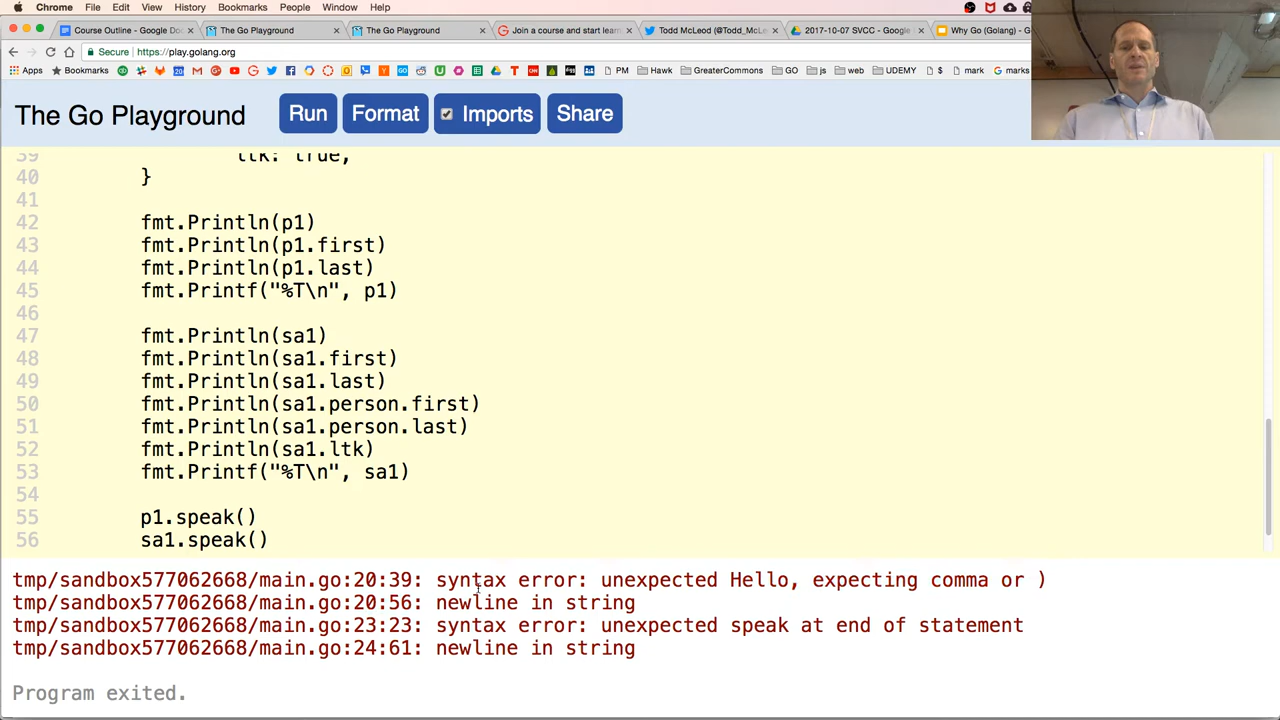 Chrome File Edit View History Bookmarks People Window Help
Course Outline - Google Do The Go Playground The Go Playground Join a course and start lear Todd McLeod (@Todd_McLe 2017-10-07 SVCC - Google Why Go (Golang) -
Secure https://play.golang.org
Apps Bookmarks PM Hawk GreaterCommons GO js web UDEMY $ mark marks
The Go Playground Run Format Imports Share
39 ltk: true,
40 }
41
42 fmt.Println(p1)
43 fmt.Println(p1.first)
44 fmt.Println(p1.last)
45 fmt.Printf("%T\n", p1)
46
47 fmt.Println(sa1)
48 fmt.Println(sa1.first)
49 fmt.Println(sa1.last)
50 fmt.Println(sa1.person.first)
51 fmt.Println(sa1.person.last)
52 fmt.Println(sa1.ltk)
53 fmt.Printf("%T\n", sa1)
54
55 p1.speak()
56 sa1.speak()
tmp/sandbox577062668/main.go:20:39: syntax error: unexpected Hello, expecting comma or )
tmp/sandbox577062668/main.go:20:56: newline in string
tmp/sandbox577062668/main.go:23:23: syntax error: unexpected speak at end of statement
tmp/sandbox577062668/main.go:24:61: newline in string
Program exited.